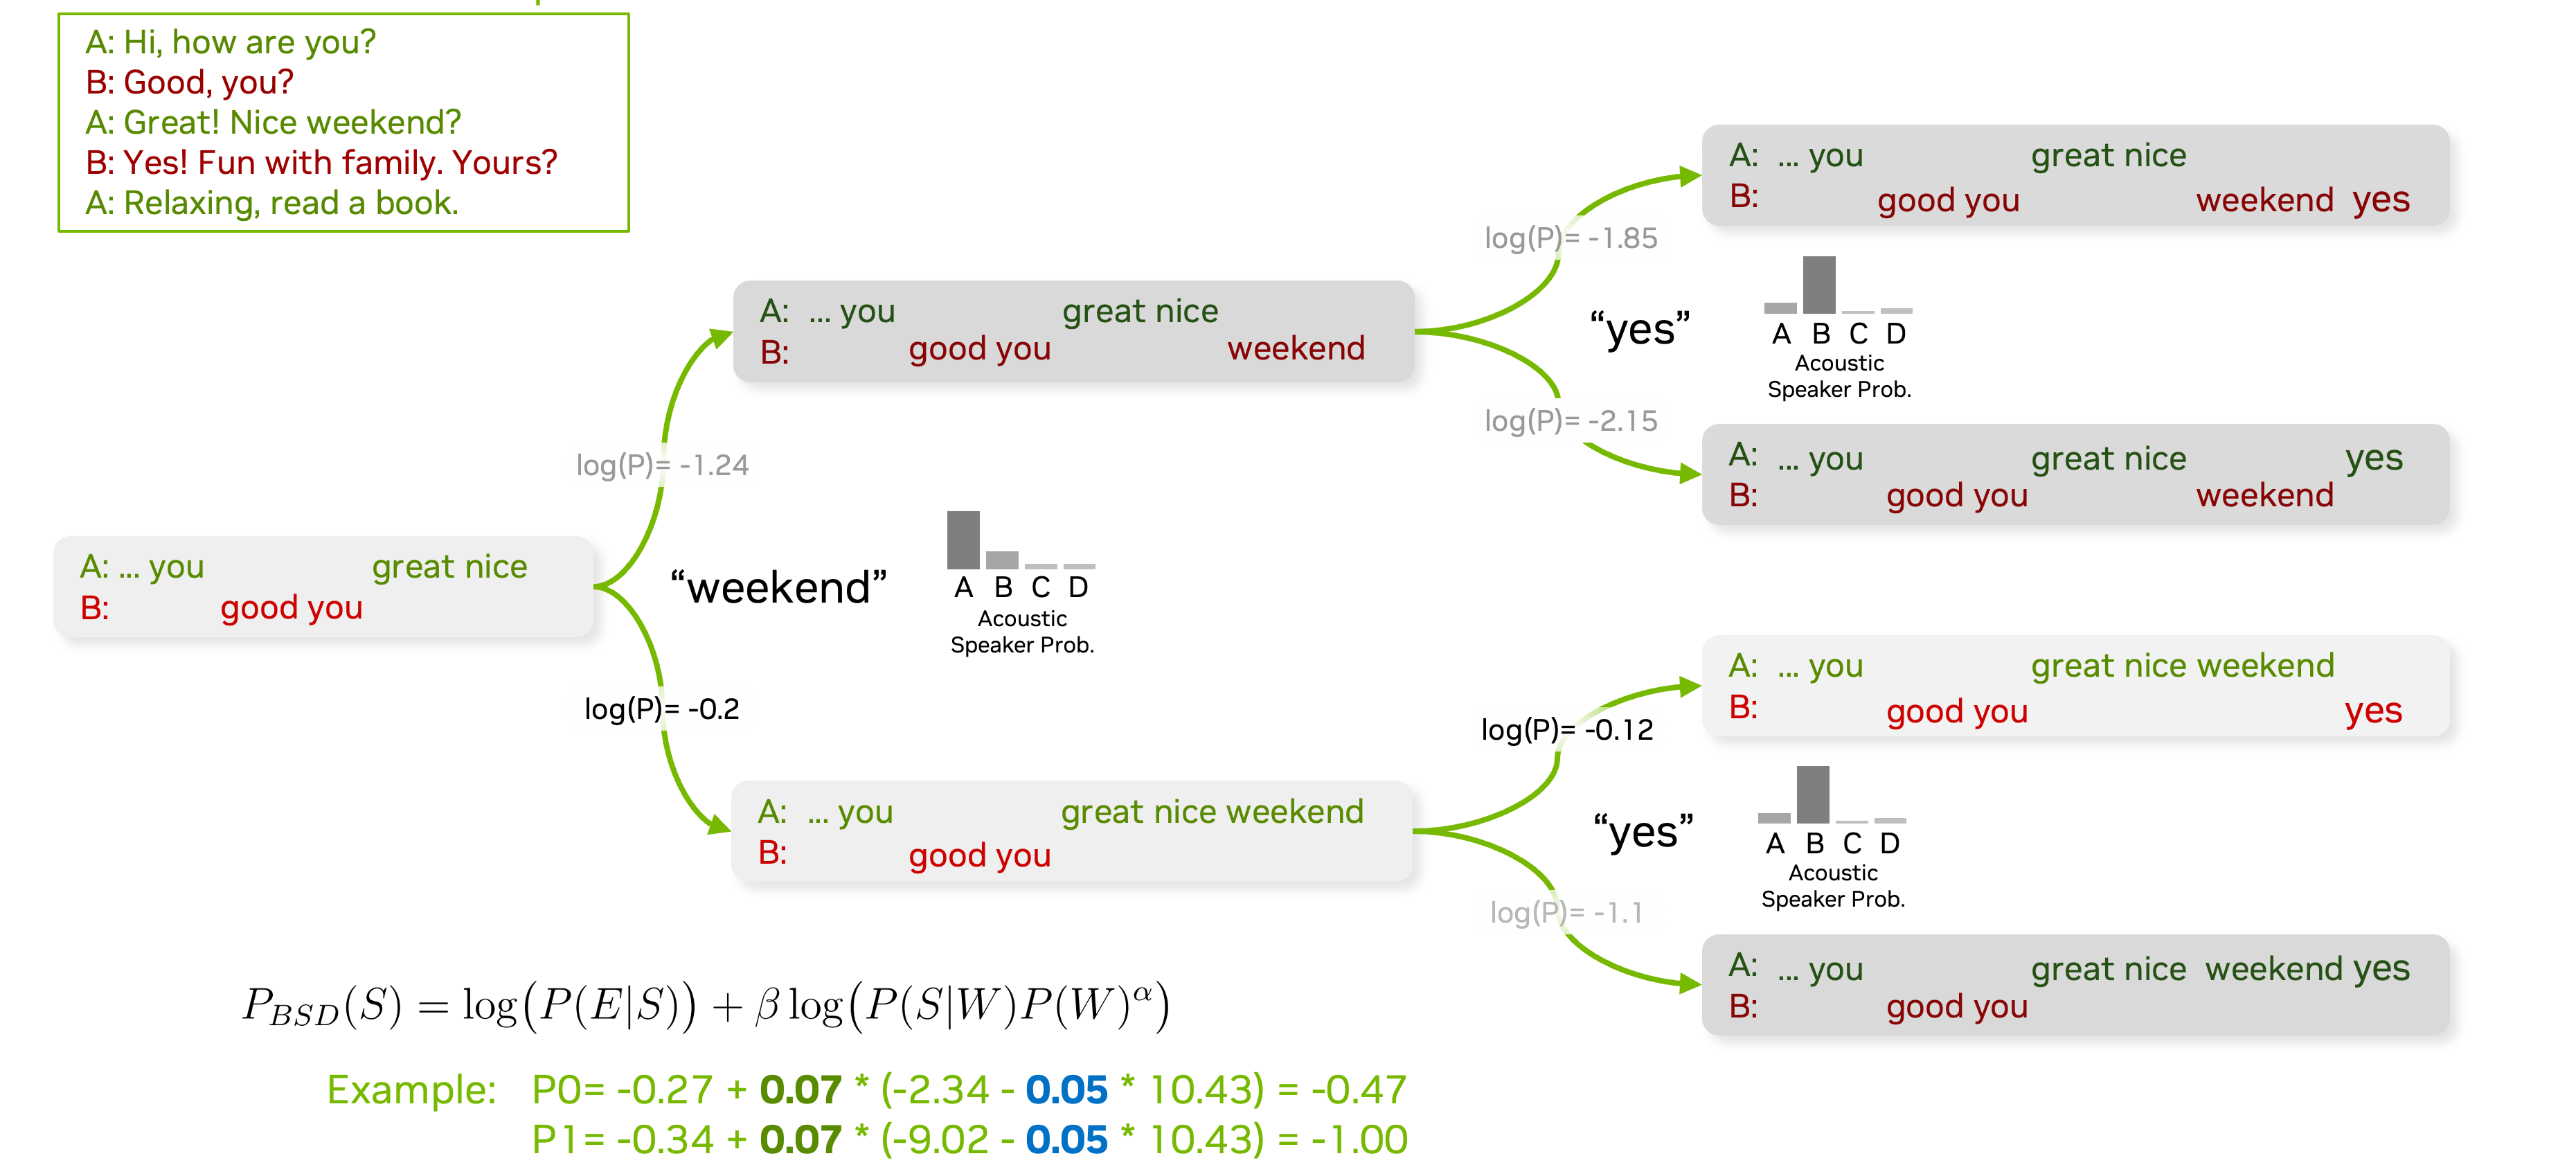 A: Hi, how are you?
B: Good, you?
A: Great! Nice weekend?
B: Yes! Fun with family. Yours?
A: Relaxing, read a book.
A: ... you great nice
B: good you
log(P)= -1.24
“weekend”
A B C D
Acoustic
Speaker Prob.
log(P)= -0.2
A: ... you great nice
B: good you weekend
A: ... you great nice weekend
B: good you
log(P)= -1.85
“yes”
A B C D
Acoustic
Speaker Prob.
log(P)= -2.15
A: ... you great nice
B: good you weekend yes
A: ... you great nice yes
B: good you weekend
log(P)= -0.12
“yes”
A B C D
Acoustic
Speaker Prob.
log(P)= -1.1
A: ... you great nice weekend
B: good you yes
A: ... you great nice weekend yes
B: good you
P_{BSD}(S) = log(P(E|S)) + β log(P(S|W)P(W)^α)
Example: P0= -0.27 + 0.07 * (-2.34 - 0.05 * 10.43) = -0.47
P1= -0.34 + 0.07 * (-9.02 - 0.05 * 10.43) = -1.00